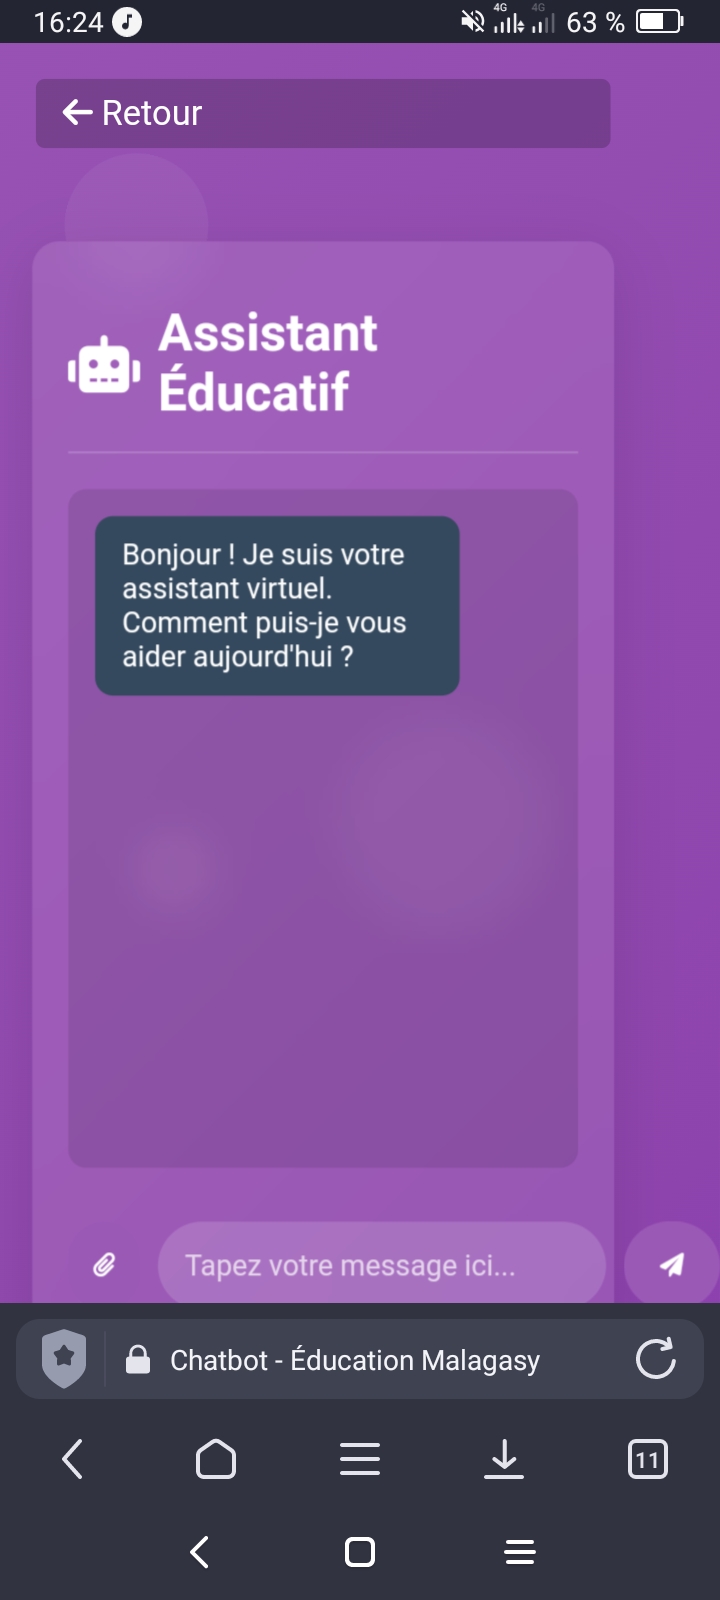 16:24
4G 4G 63 %
Retour
Assistant
Éducatif
Bonjour ! Je suis votre
assistant virtuel.
Comment puis-je vous
aider aujourd'hui ?
Tapez votre message ici...
Chatbot - Éducation Malagasy
11